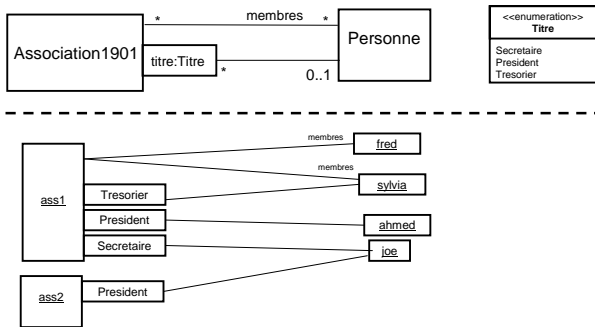 membres
*
*
Association1901
Personne
titre:Titre
*
0..1
<<enumeration>>
Titre
Secretaire
President
Tresorier
membres
fred
membres
sylvia
ass1
Tresorier
President
ahmed
Secretaire
joe
ass2
President